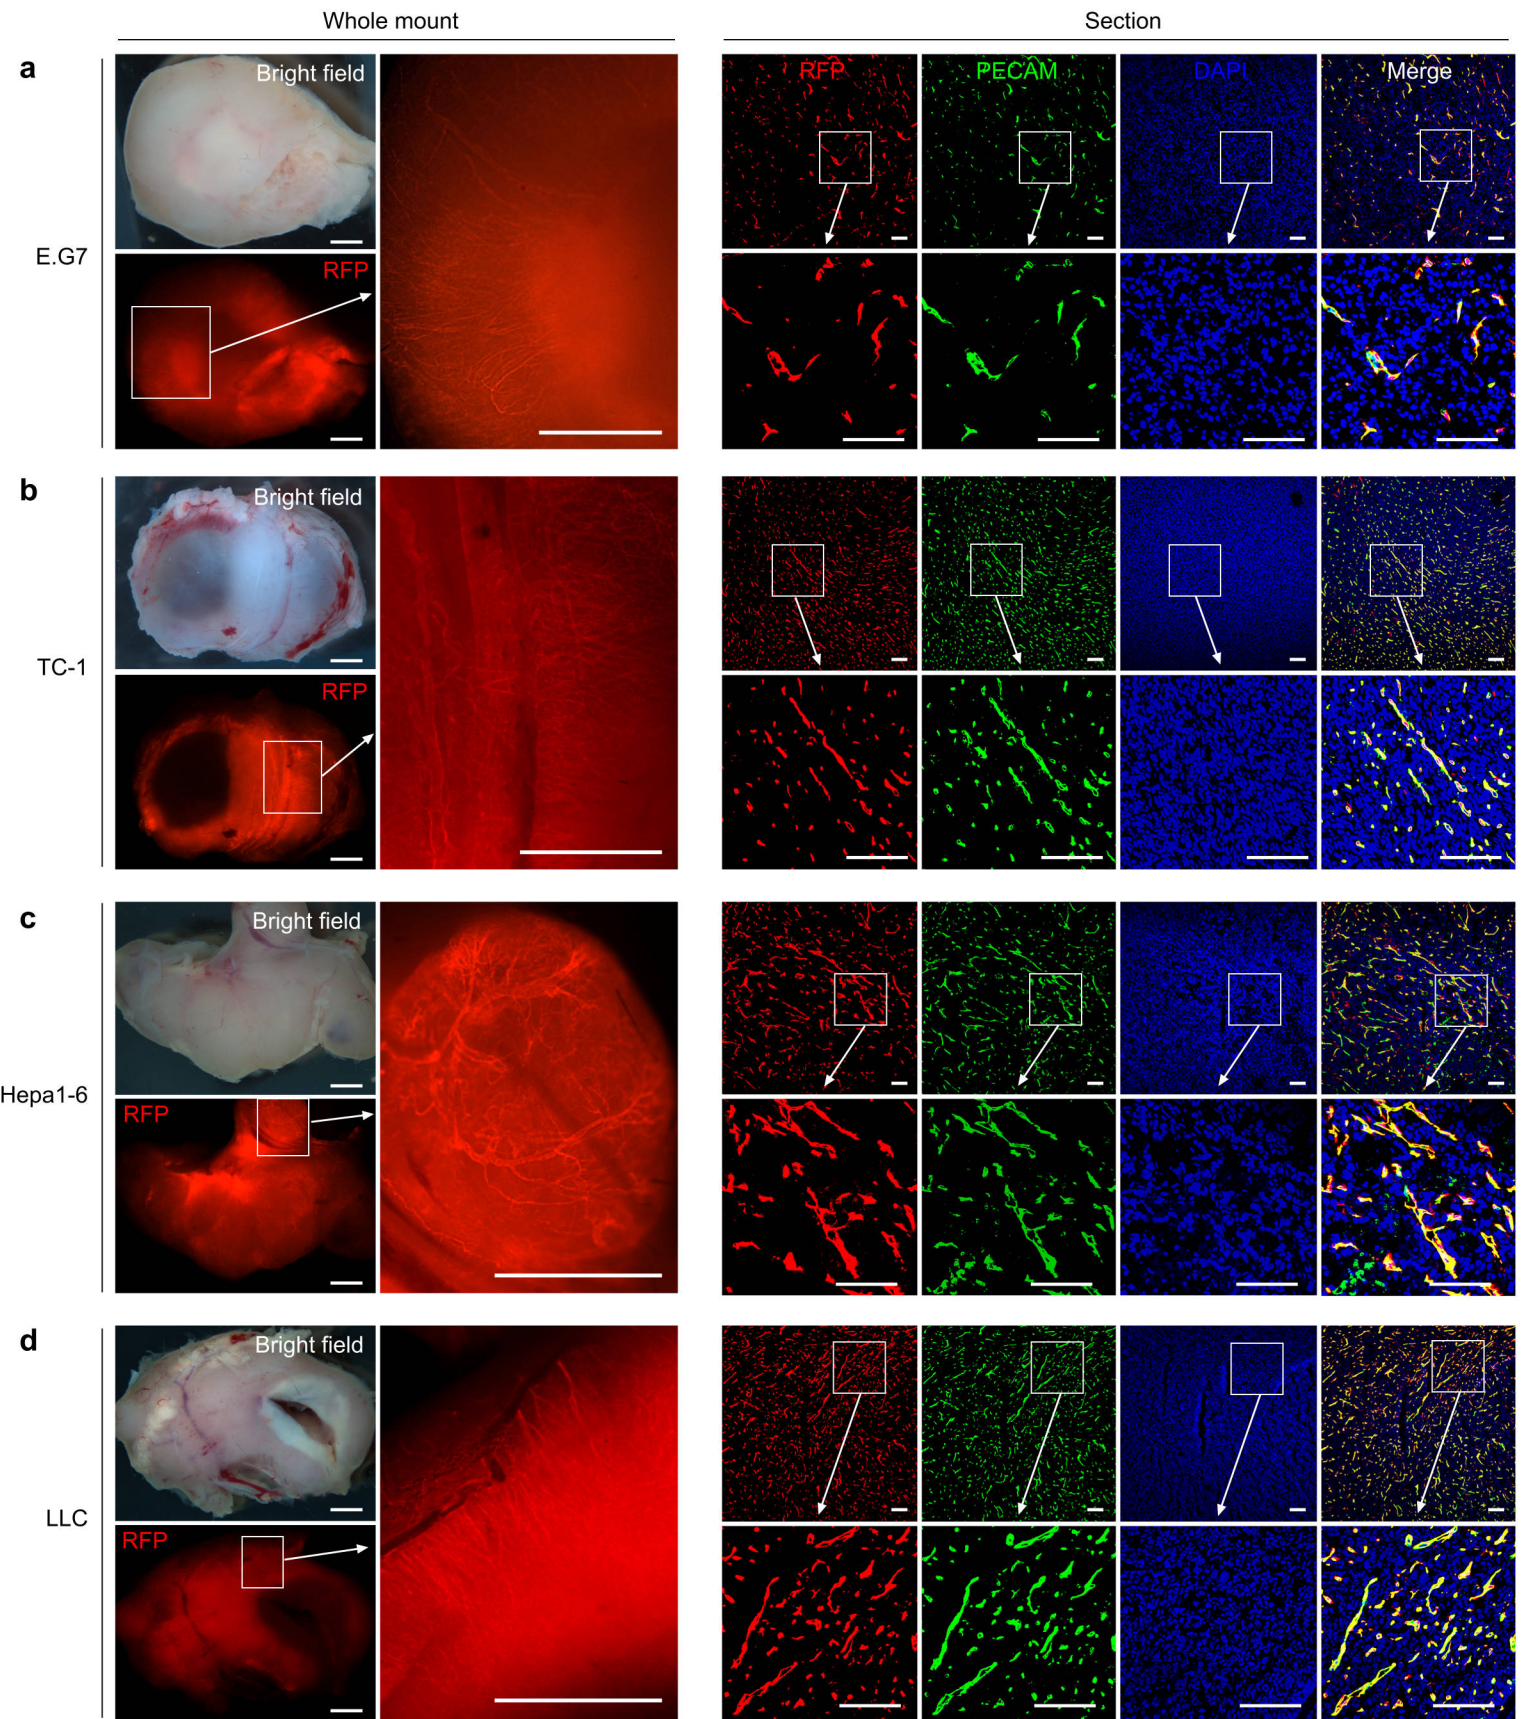 Whole mount
Section
a
E.G7
Bright field
RFP
RFP
PECAM
DAPI
Merge
b
TC-1
Bright field
RFP
c
Hepa1-6
Bright field
RFP
d
LLC
Bright field
RFP